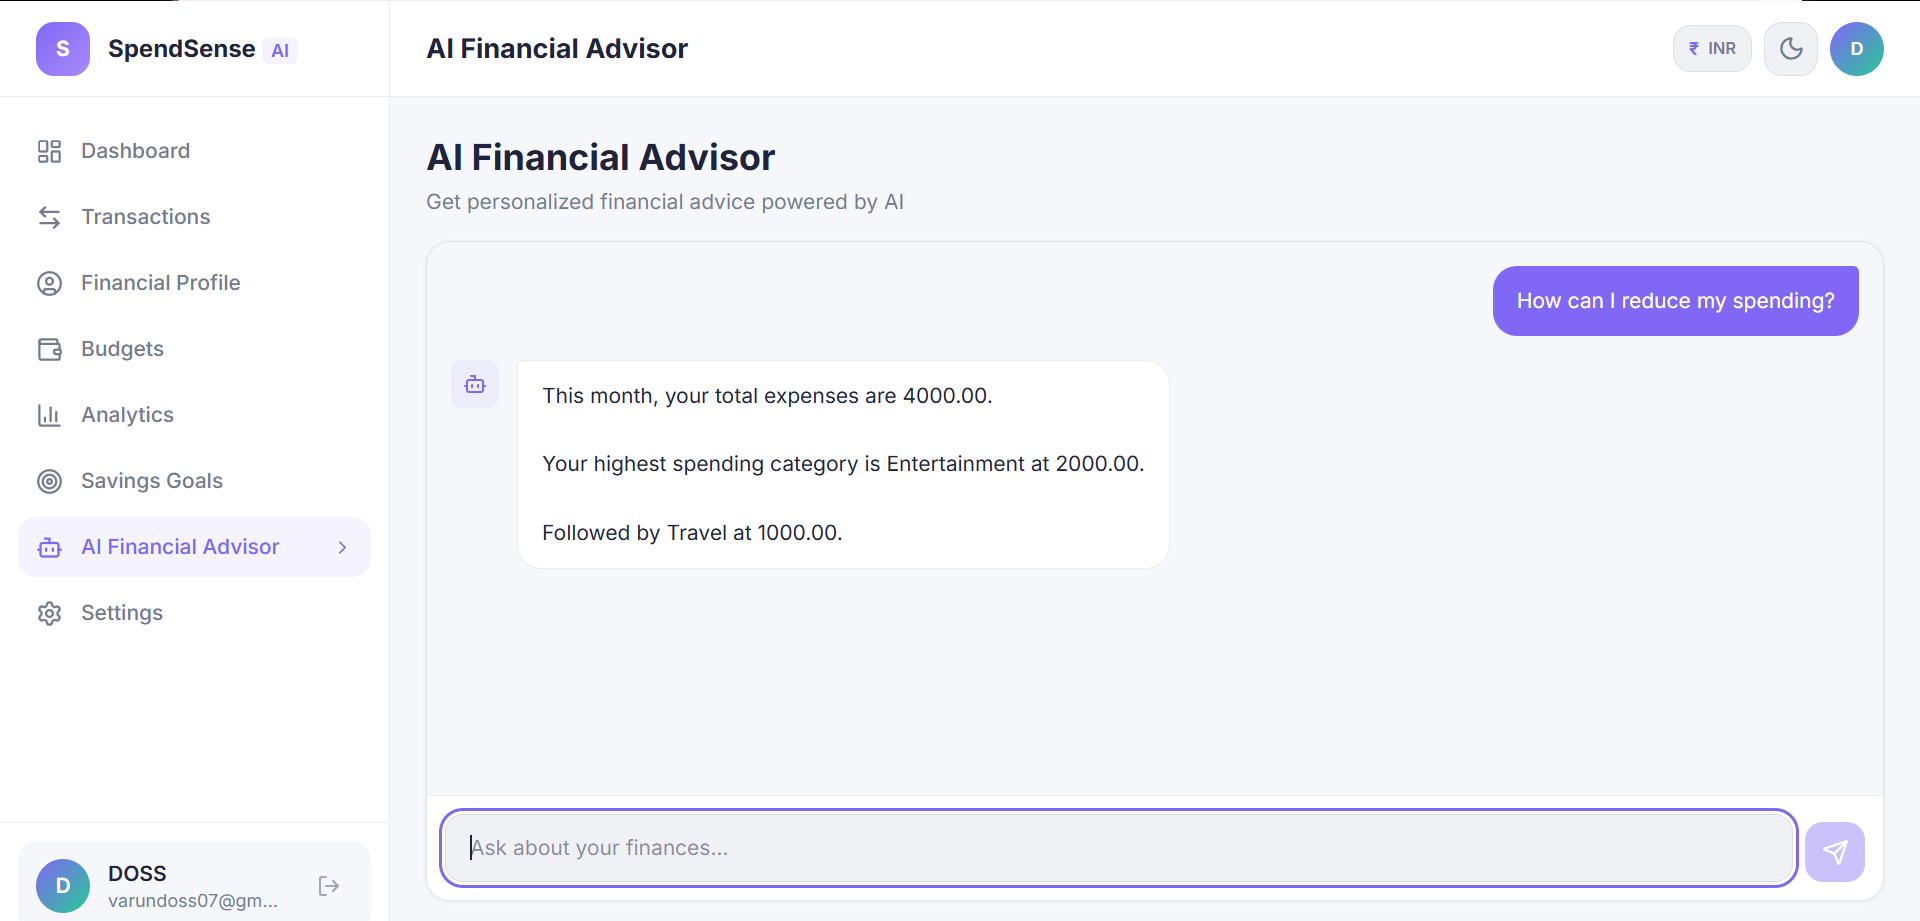 S
SpendSense AI
AI Financial Advisor
₹ INR
D
Dashboard
Transactions
Financial Profile
Budgets
Analytics
Savings Goals
AI Financial Advisor
Settings
AI Financial Advisor
Get personalized financial advice powered by AI
How can I reduce my spending?
This month, your total expenses are 4000.00.
Your highest spending category is Entertainment at 2000.00.
Followed by Travel at 1000.00.
Ask about your finances...
D
DOSS
varundoss07@gm...